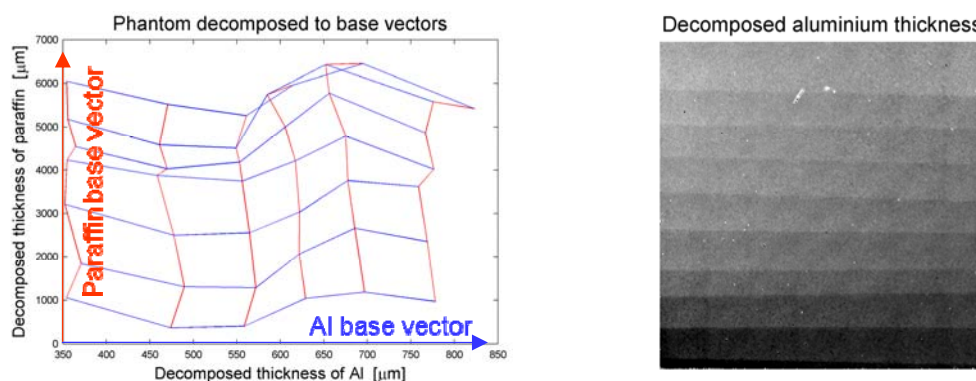 Phantom decomposed to base vectors
Decomposed thickness of paraffin [μm]
7000
6000
5000
4000
3000
2000
1000
0
Paraffin base vector
Al base vector
350 400 450 500 550 600 650 700 750 800 850
Decomposed thickness of Al [μm]
Decomposed aluminium thickness